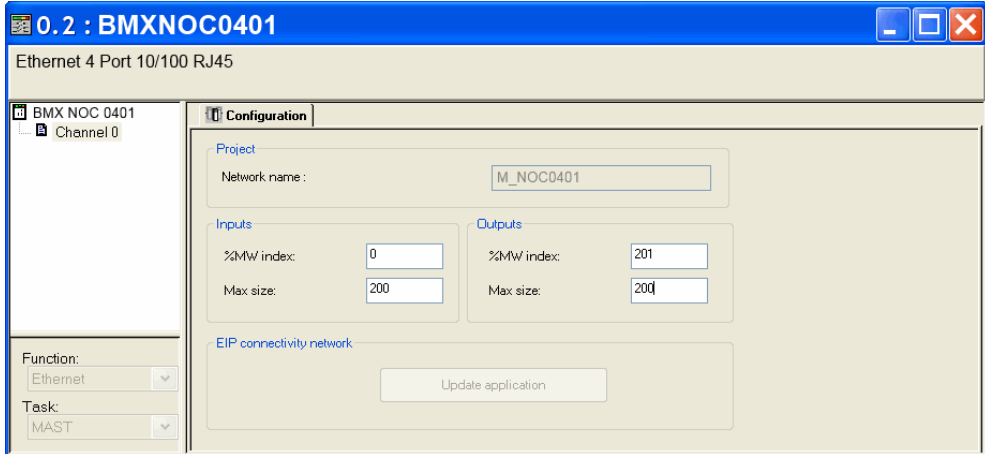 0.2 : BMXNOC0401
Ethernet 4 Port 10/100 RJ45
BMX NOC 0401
Channel 0
Function:
Ethernet
Task:
MAST
Configuration
Project
Network name :
M_NOC0401
Inputs
%MW index:
0
Max size:
200
Outputs
%MW index:
201
Max size:
200
EIP connectivity network
Update application